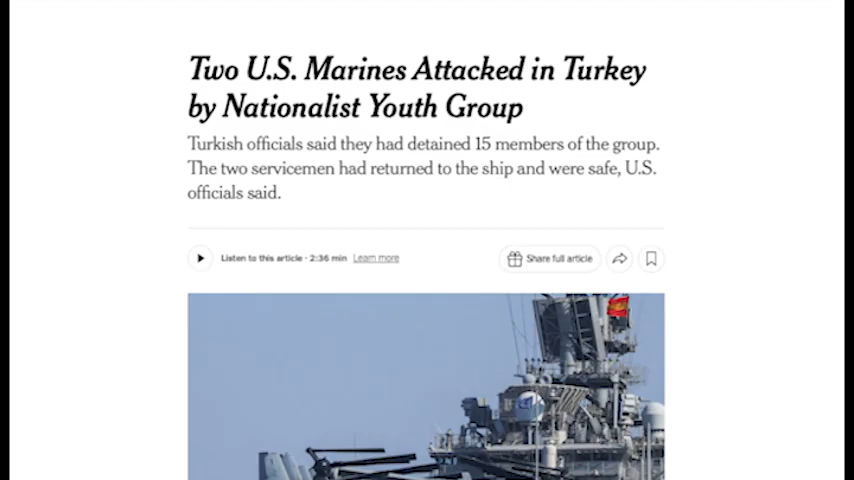 Two U.S. Marines Attacked in Turkey
by Nationalist Youth Group
Turkish officials said they had detained 15 members of the group.
The two servicemen had returned to the ship and were safe, U.S.
officials said.
Listen to this article · 2:36 min Learn more
Share full article